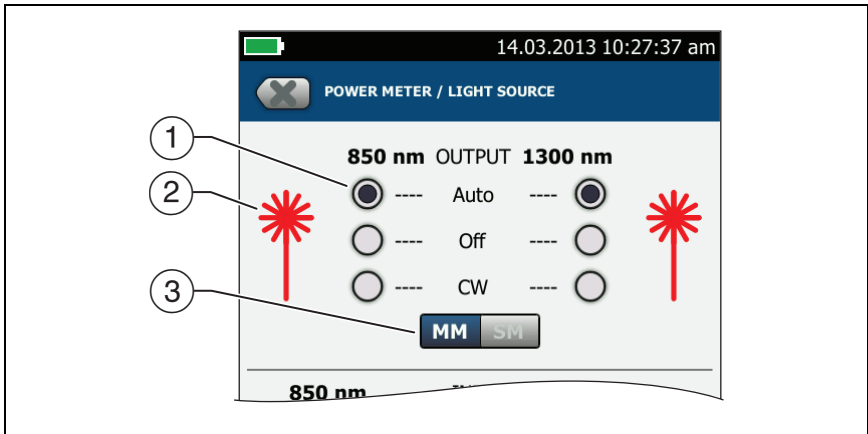 14.03.2013 10:27:37 am
POWER METER / LIGHT SOURCE
1
850 nm OUTPUT 1300 nm
2
---- Auto ----
---- Off ----
3
---- CW ----
MM SM
850 nm